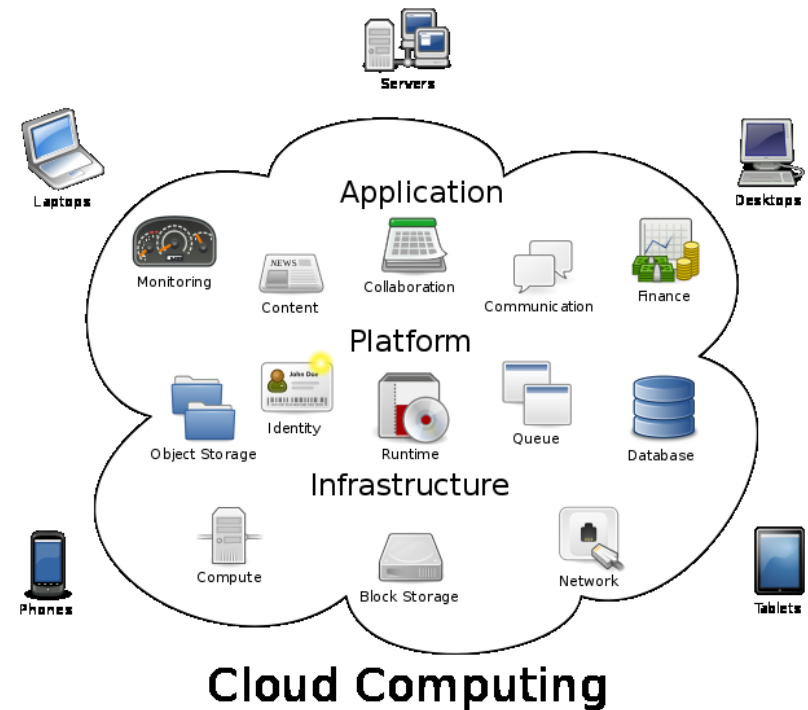 Servers
Laptops
Desktops
Application
Monitoring
Content
Collaboration
Communication
Finance
NEWS
Platform
Object Storage
Identity
John Doe
Runtime
Queue
Database
Infrastructure
Compute
Block Storage
Network
Phones
Tablets
Cloud Computing